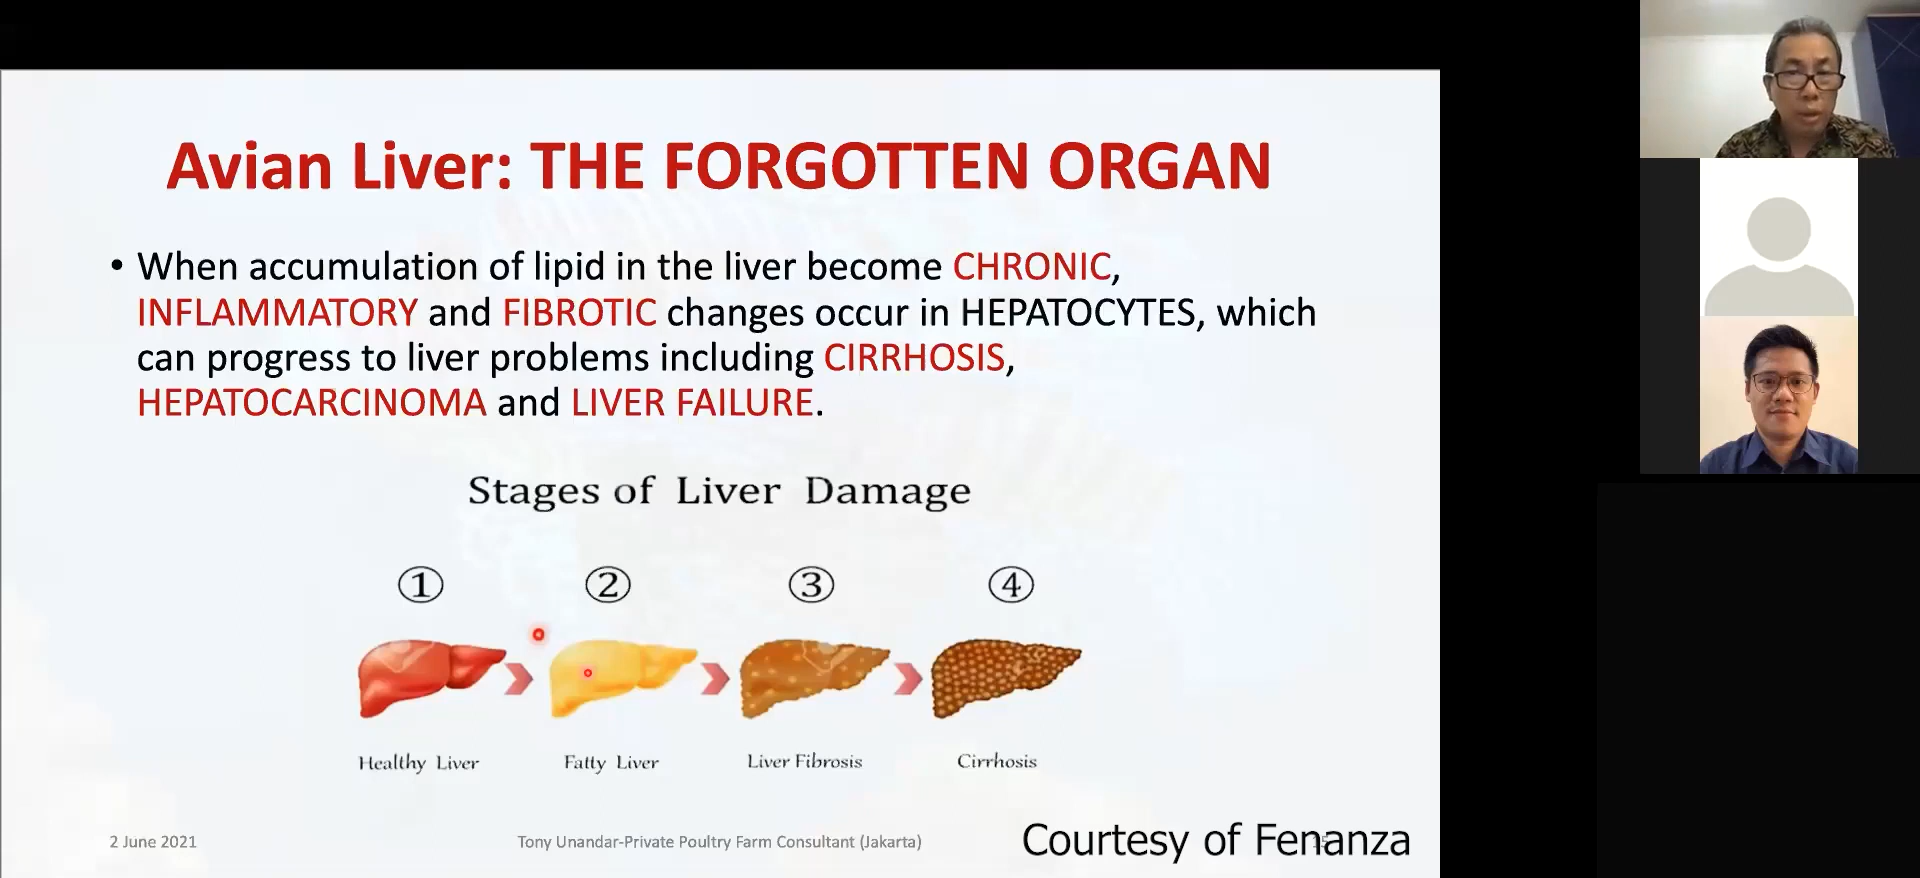 Avian Liver: THE FORGOTTEN ORGAN
• When accumulation of lipid in the liver become CHRONIC,
INFLAMMATORY and FIBROTIC changes occur in HEPATOCYTES, which
can progress to liver problems including CIRRHOSIS,
HEPATOCARCINOMA and LIVER FAILURE.
Stages of Liver Damage
① ② ③ ④
Healthy Liver Fatty Liver Liver Fibrosis Cirrhosis
2 June 2021 Tony Unandar-Private Poultry Farm Consultant (Jakarta)
Courtesy of Fenanza